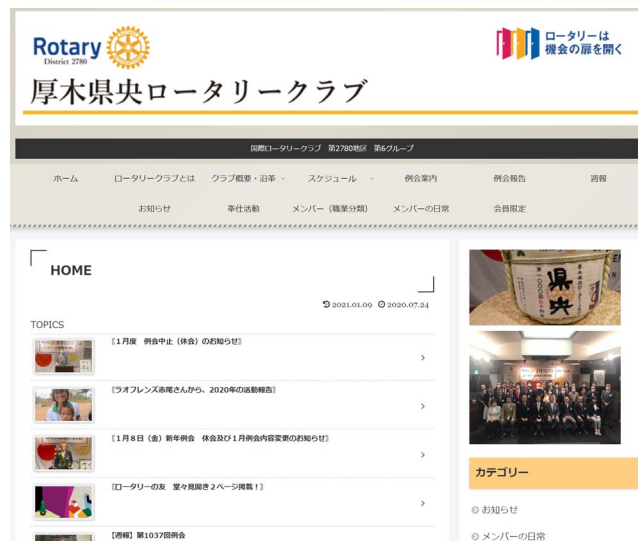 Rotary
District 2780
ロータリーは
機会の扉を開く
厚木県央ロータリークラブ
国際ロータリークラブ 第2780地区 第6グループ
ホーム ロータリークラブとは クラブ概要・沿革 スケジュール 例会案内 例会報告 週報
お知らせ 奉仕活動 メンバー（職業分類） メンバーの日常 会員限定
HOME
2021.01.09 2020.07.24
TOPICS
〖1月度 例会中止（休会）のお知らせ〗
〖ラオフレンズ赤尾さんから、2020年の活動報告〗
〖1月8日（金）新年例会 休会及び1月例会内容変更のお知らせ〗
〖ロータリーの友 堂々見開き2ページ掲載！〗
【週報】第1037回例会
県央
カテゴリー
お知らせ
メンバーの日常